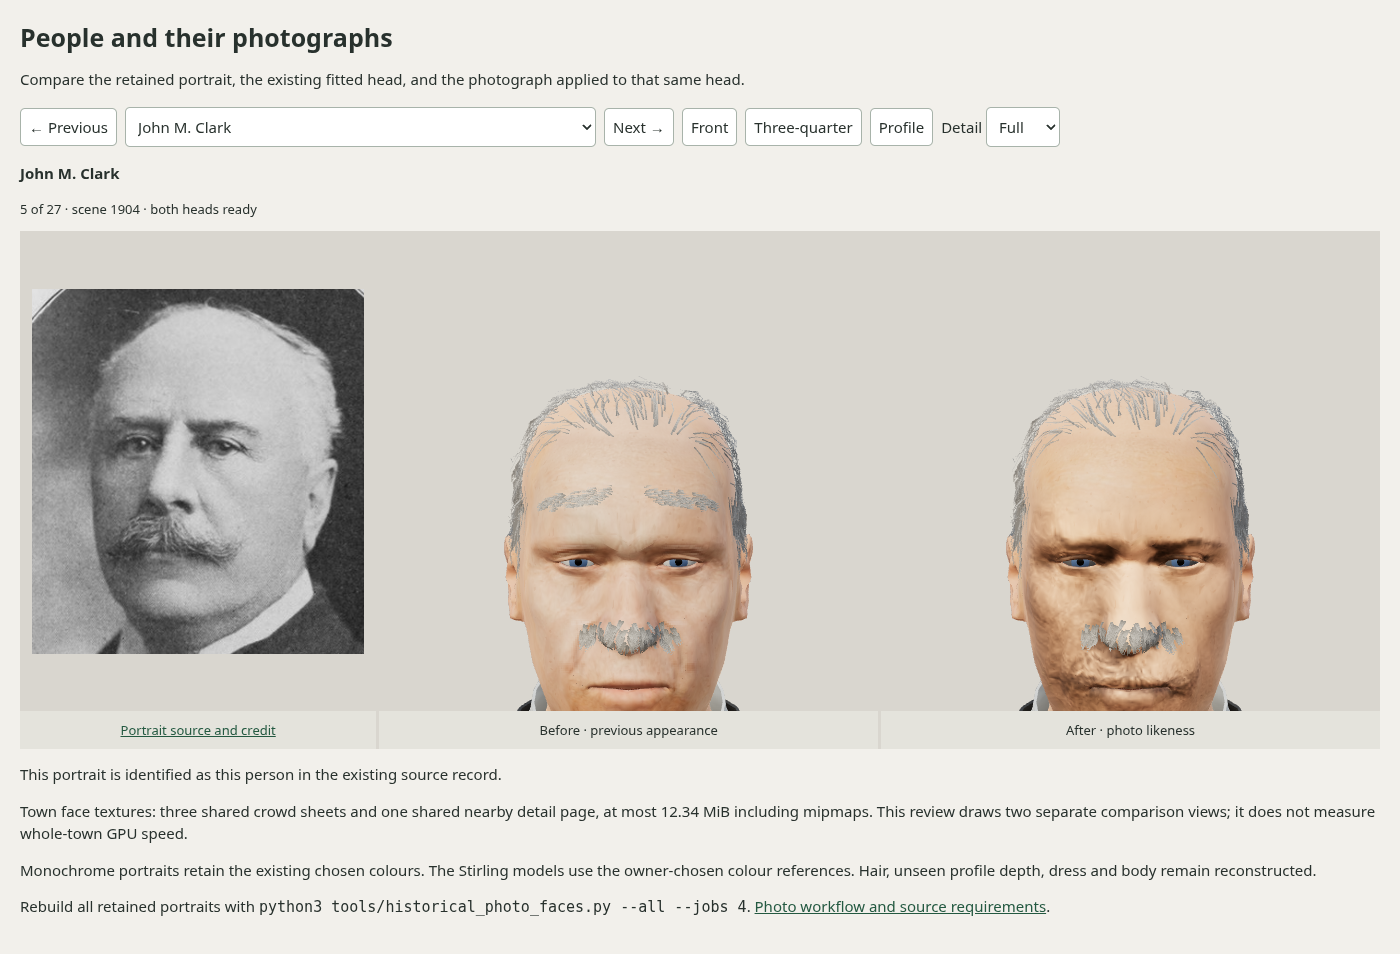 People and their photographs
Compare the retained portrait, the existing fitted head, and the photograph applied to that same head.
← Previous John M. Clark Next → Front Three-quarter Profile Detail Full
John M. Clark
5 of 27 · scene 1904 · both heads ready
Portrait source and credit Before · previous appearance After · photo likeness
This portrait is identified as this person in the existing source record.
Town face textures: three shared crowd sheets and one shared nearby detail page, at most 12.34 MiB including mipmaps. This review draws two separate comparison views; it does not measure
whole-town GPU speed.
Monochrome portraits retain the existing chosen colours. The Stirling models use the owner-chosen colour references. Hair, unseen profile depth, dress and body remain reconstructed.
Rebuild all retained portraits with python3 tools/historical_photo_faces.py --all --jobs 4. Photo workflow and source requirements.